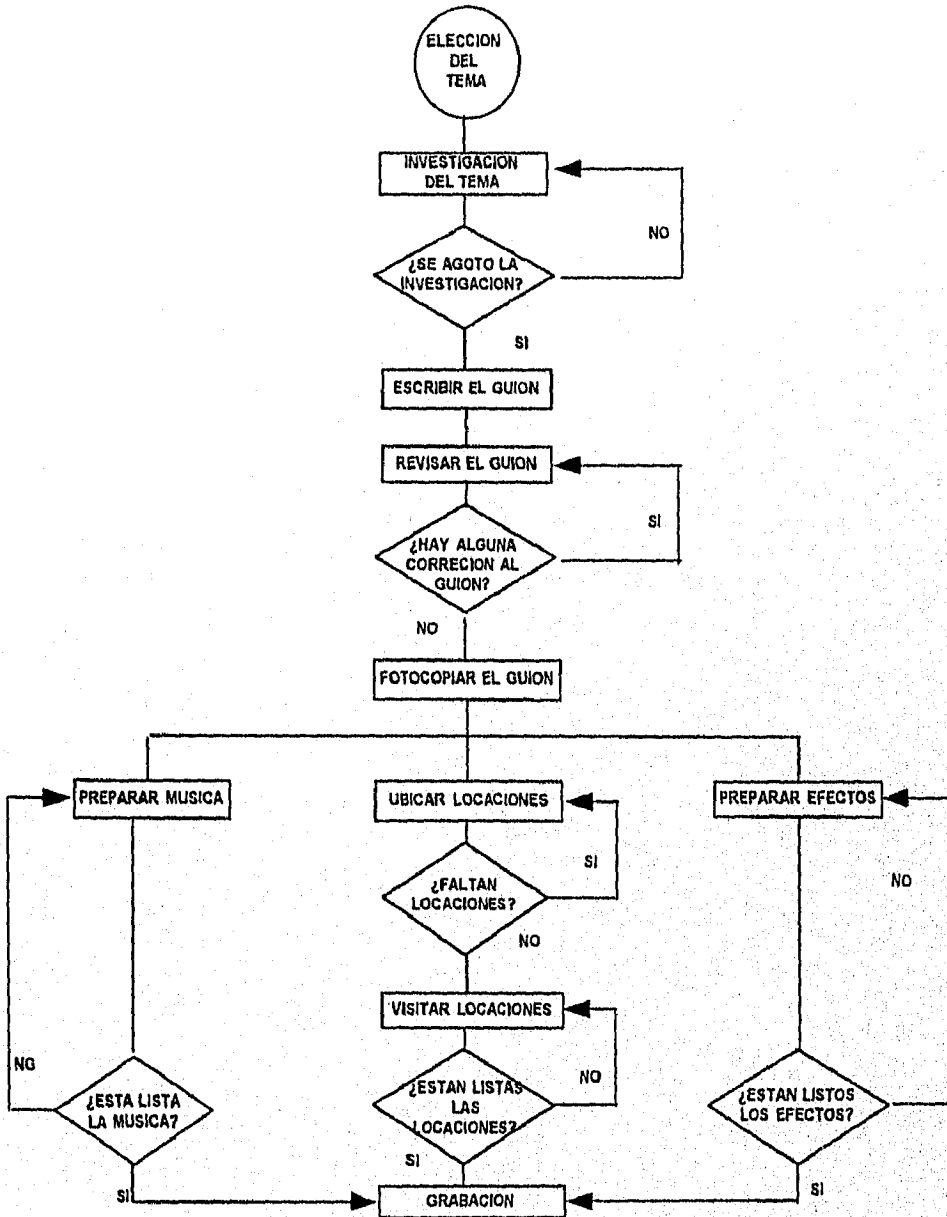 ELECCION
DEL
TEMA
INVESTIGACION
DEL TEMA
NO
¿SE AGOTO LA
INVESTIGACION?
SI
ESCRIBIR EL GUION
REVISAR EL GUION
SI
¿HAY ALGUNA
CORRECION AL
GUION?
NO
FOTOCOPIAR EL GUION
PREPARAR MUSICA
UBICAR LOCACIONES
PREPARAR EFECTOS
SI
NO
¿FALTAN
LOCACIONES?
NO
VISITAR LOCACIONES
NO
NO
¿ESTA LISTA
LA MUSICA?
¿ESTAN LISTAS
LAS
LOCACIONES?
¿ESTAN LISTOS
LOS EFECTOS?
SI
SI
SI
GRABACION